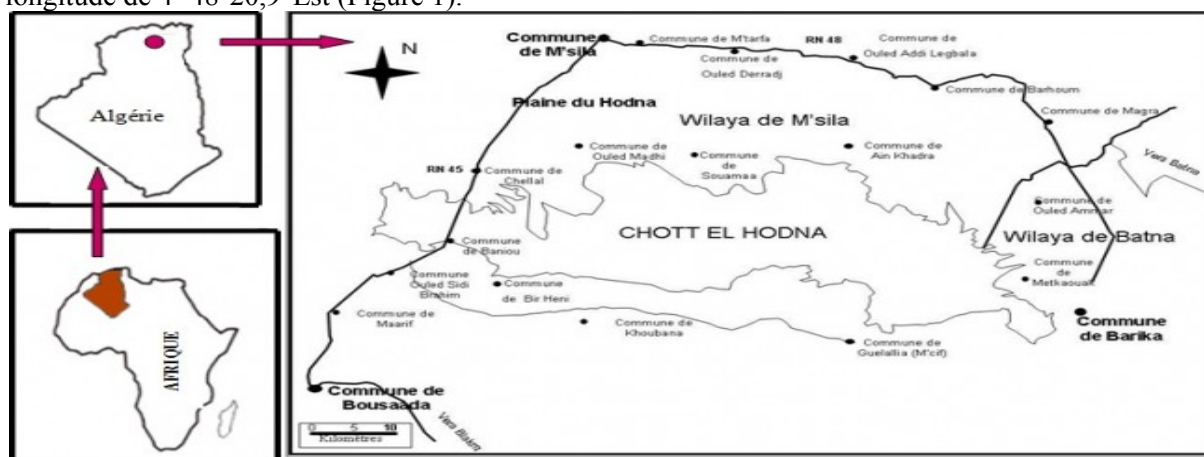 longitude de 4° 48' 20,9" Est (Figure 1).
Algérie
AFRIQUE
N
Commune
de M'sila
Commune de M'tarfa
RN 48
Commune de
Ouled Addi Legbala
Commune de
Ouled Derradj
Commune de Barhoum
Plaine du Hodna
Commune de Magra
Wilaya de M'sila
Commune de
Ouled Madhi
Commune
de
Souamaa
Commune de
Ain Khadra
Vers Batna
RN 45
Commune de
Chellal
Commune de
Ouled Ammar
CHOTT EL HODNA
Wilaya de Batna
Commune
de Baniou
Commune
de
Metkaouak
Commune
Ouled Sidi
Brahim
Commune
de Bir Heni
Commune de
Maarif
Commune de
Khoubana
Commune
de Barika
Commune de
Guelallia (M'cif)
Commune de
Bousaada
Vers Biskra
0 5 10
Kilomètres